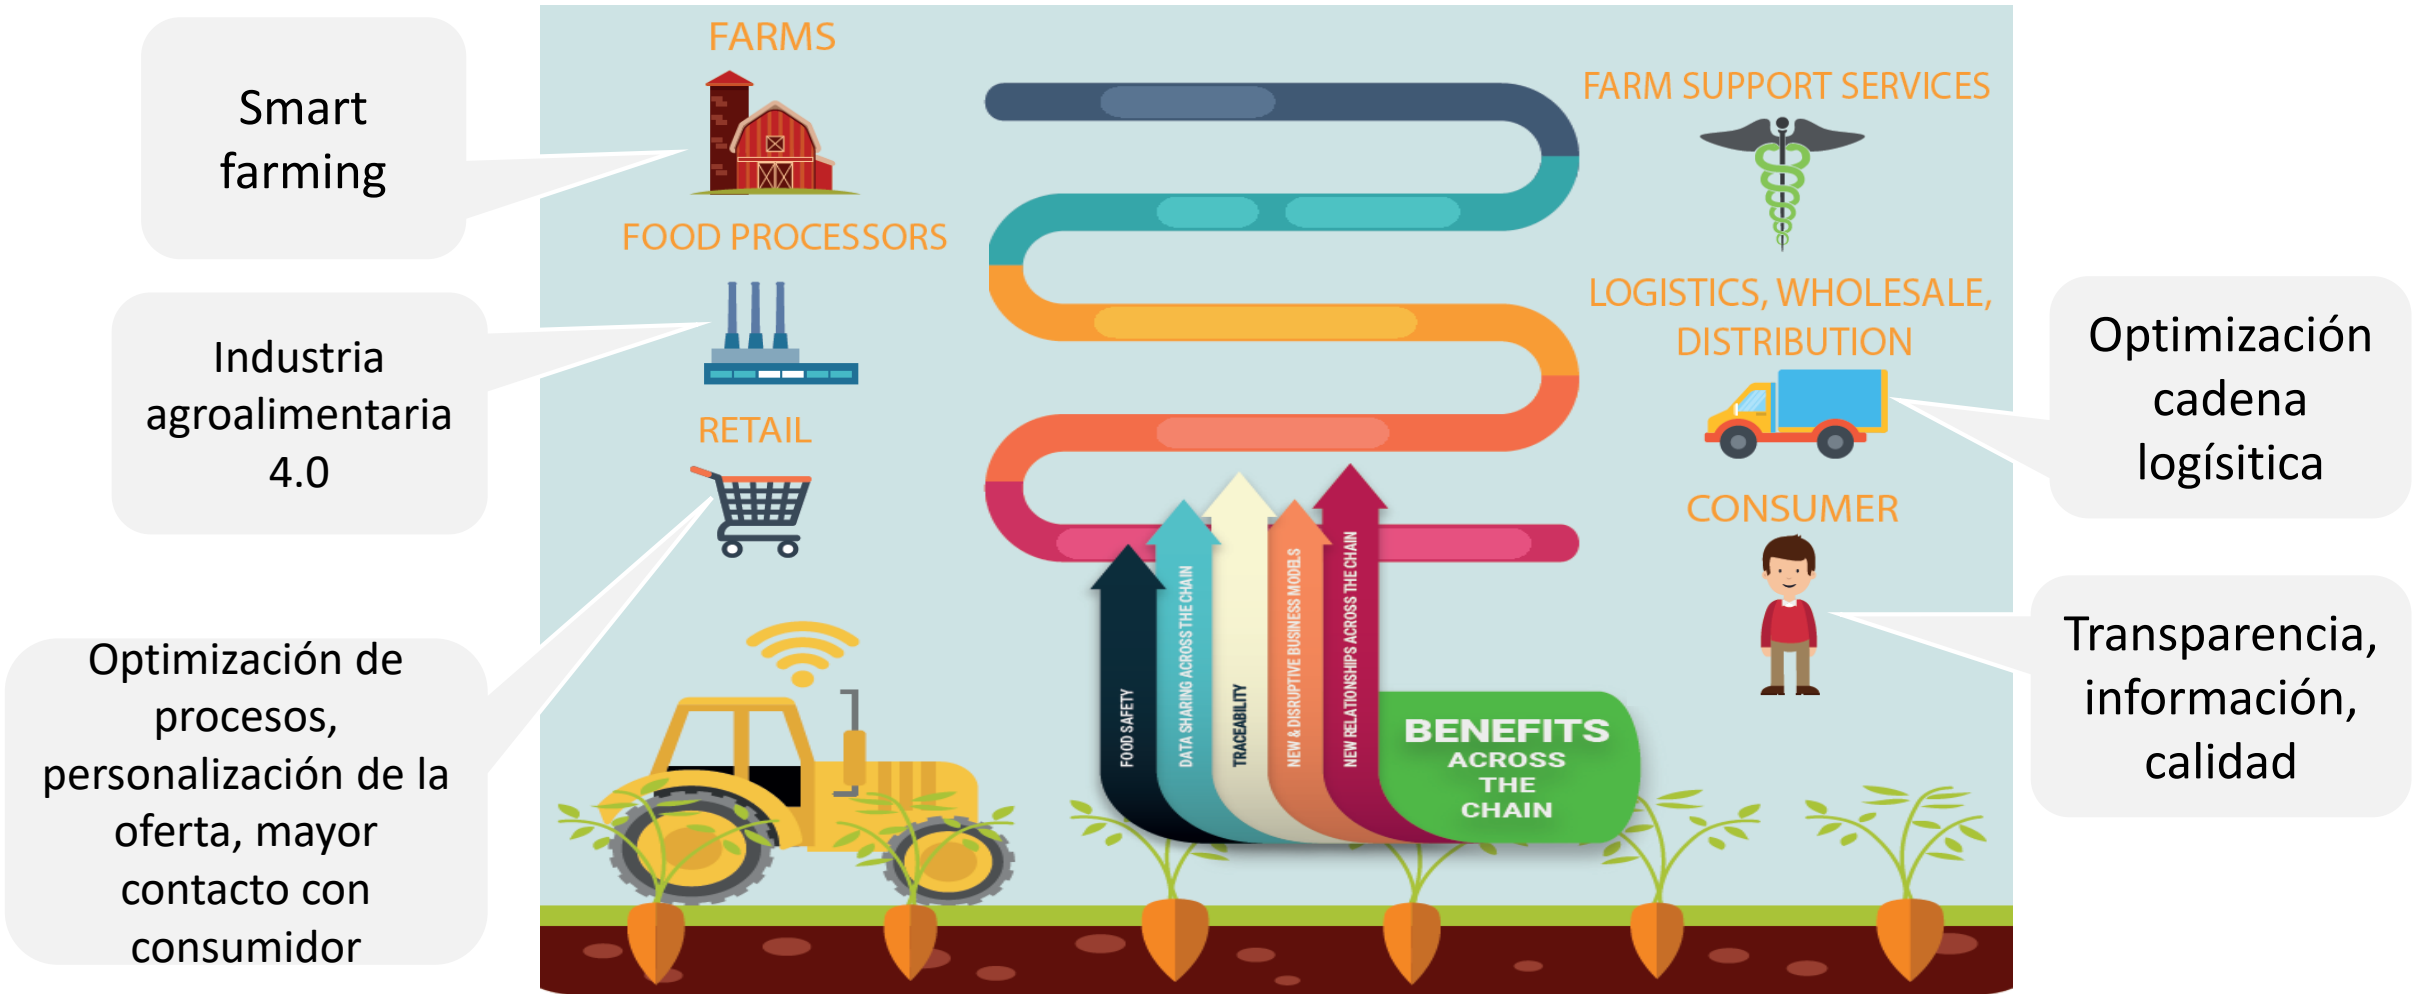 Smart
farming
Industria
agroalimentaria
4.0
Optimización de
procesos,
personalización de la
oferta, mayor
contacto con
consumidor
FARMS
FOOD PROCESSORS
RETAIL
FARM SUPPORT SERVICES
LOGISTICS, WHOLESALE,
DISTRIBUTION
CONSUMER
FOOD SAFETY
DATA SHARING ACROSS THE CHAIN
TRACEABILITY
NEW & DISRUPTIVE BUSINESS MODELS
NEW RELATIONSHIPS ACROSS THE CHAIN
BENEFITS
ACROSS
THE
CHAIN
Optimización
cadena
logísitica
Transparencia,
información,
calidad